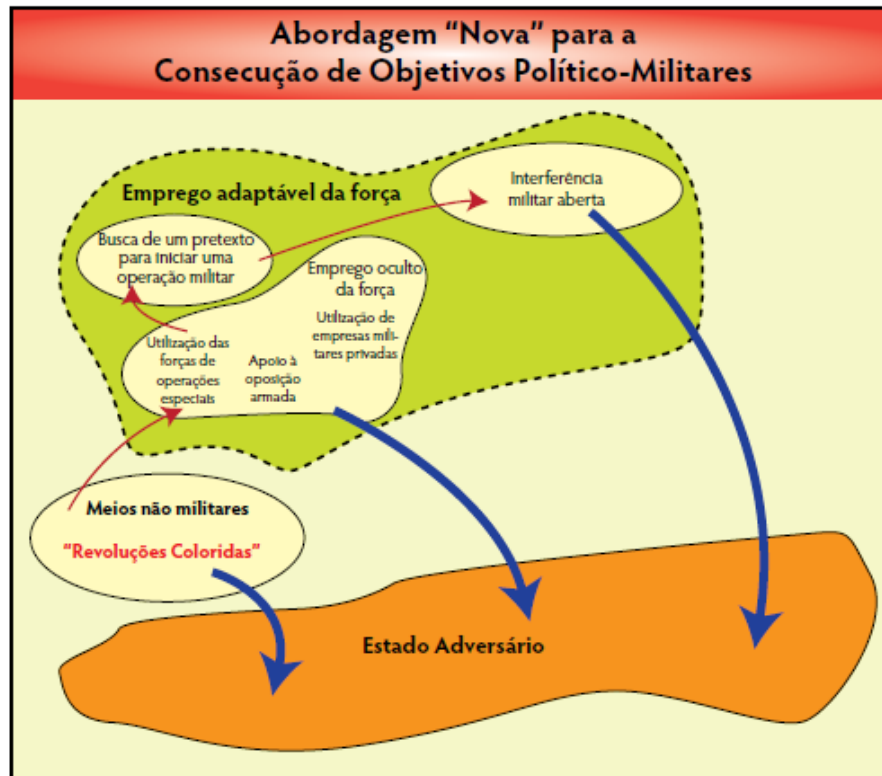 Abordagem "Nova" para a
Consecução de Objetivos Político-Militares
Emprego adaptável da força
Interferência
militar aberta
Busca de um pretexto
para iniciar uma
operação militar
Emprego oculto
da força
Utilização de
empresas mili-
tares privadas
Utilização das
forças de
operações
especiais
Apoio à
oposição
armada
Meios não militares
"Revoluções Coloridas"
Estado Adversário